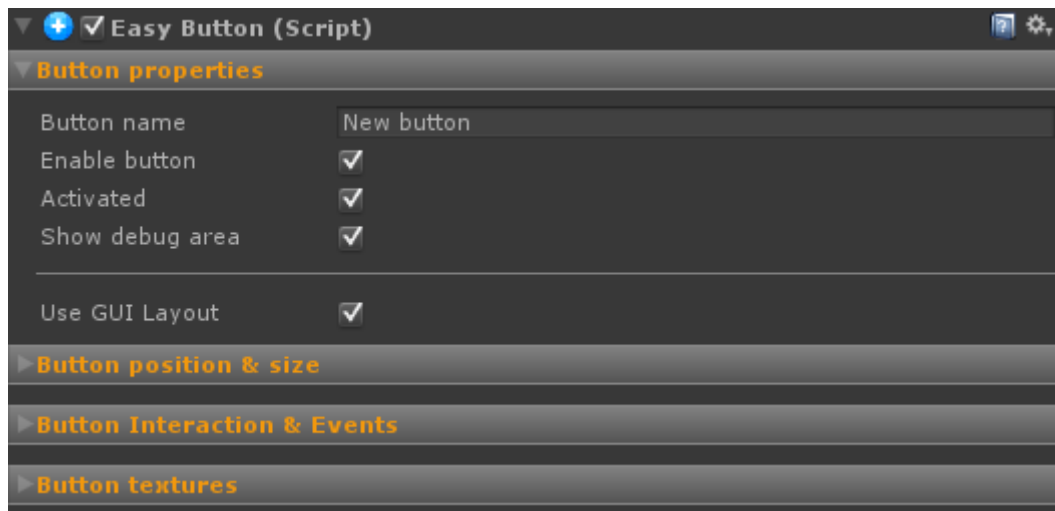 Easy Button (Script)
Button properties
Button name New button
Enable button
Activated
Show debug area
Use GUI Layout
Button position & size
Button Interaction & Events
Button textures